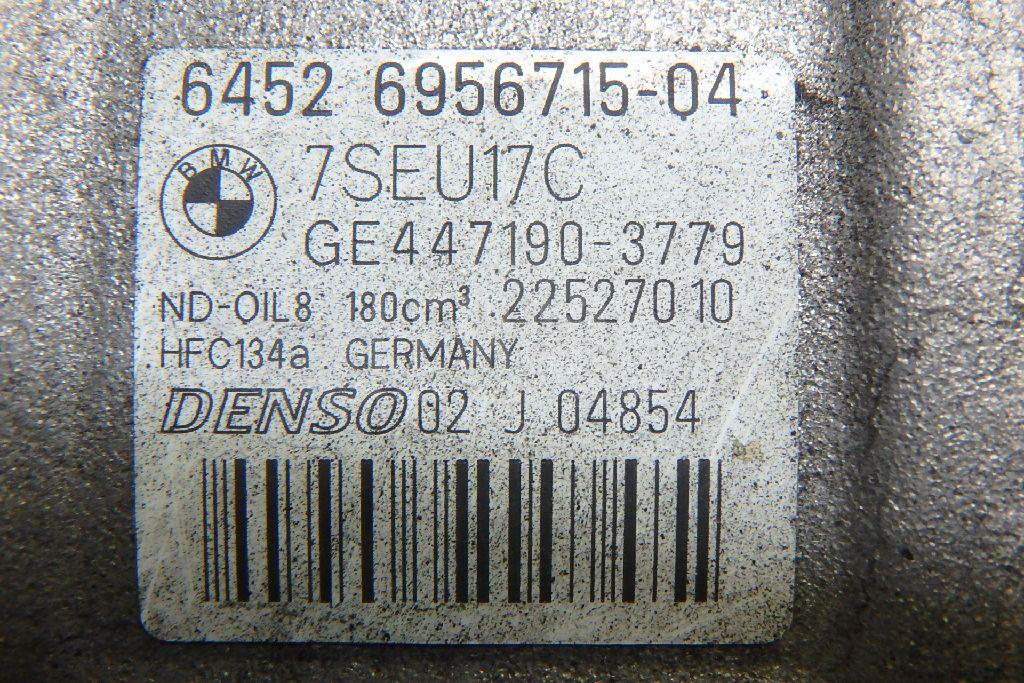 6452 6956715-04
BMW
7SEU17C
GE447190-3779
ND-OIL8 180cm³ 22527010
HFC134a GERMANY
DENSO 02 J 04854